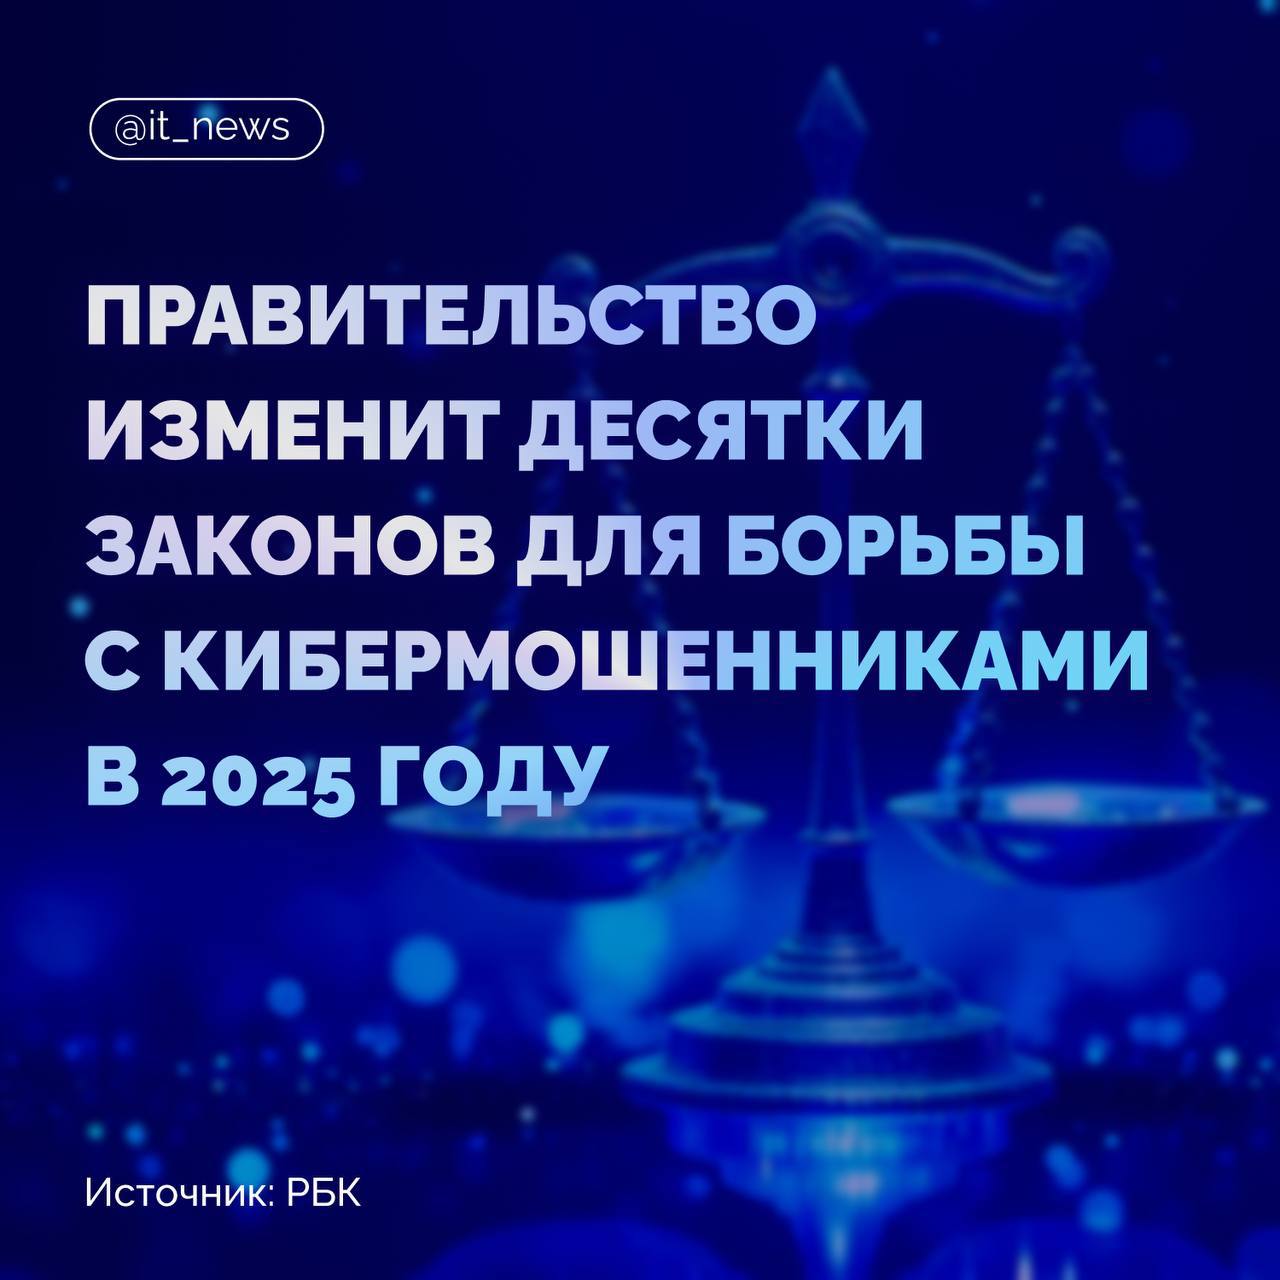 @it_news
ПРАВИТЕЛЬСТВО
ИЗМЕНИТ ДЕСЯТКИ
ЗАКОНОВ ДЛЯ БОРЬБЫ
С КИБЕРМОШЕННИКАМИ
В 2025 ГОДУ
Источник: РБК